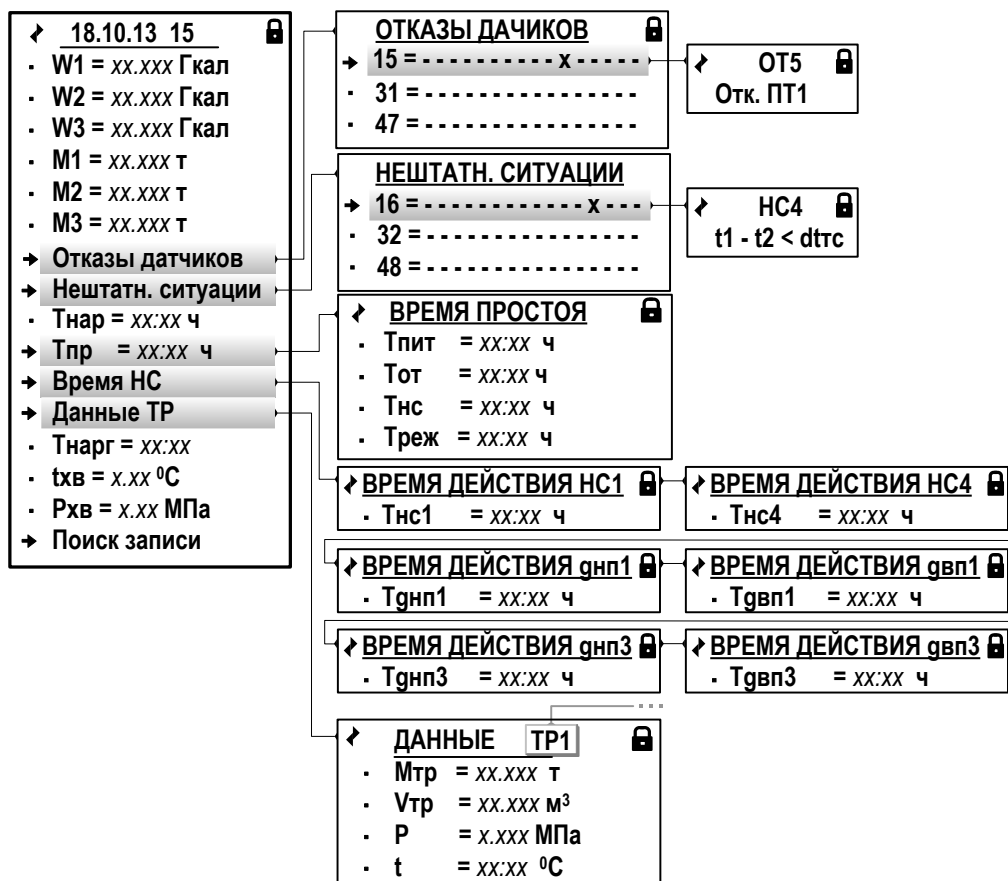 18.10.13 15
W1 = xx.xxx Гкал
W2 = xx.xxx Гкал
W3 = xx.xxx Гкал
M1 = xx.xxx т
M2 = xx.xxx т
M3 = xx.xxx т
Отказы датчиков
Нештатн. ситуации
Тнар = xx:xx ч
Тпр = xx:xx ч
Время НС
Данные ТР
Тнарг = xx:xx
tхв = x.xx ⁰С
Pхв = x.xx МПа
Поиск записи
ОТКАЗЫ ДАЧИКОВ
15 = - - - - - - - - - - x - - - - -
31 = - - - - - - - - - - - - - - - -
47 = - - - - - - - - - - - - - - - -
ОТ5
Отк. ПТ1
НЕШТАТН. СИТУАЦИИ
16 = - - - - - - - - - - - - x - - -
32 = - - - - - - - - - - - - - - - -
48 = - - - - - - - - - - - - - - - -
НС4
t1 - t2 < dtтс
ВРЕМЯ ПРОСТОЯ
Тпит = xx:xx ч
Тот = xx:xx ч
Тнс = xx:xx ч
Треж = xx:xx ч
ВРЕМЯ ДЕЙСТВИЯ НС1
Тнс1 = xx:xx ч
ВРЕМЯ ДЕЙСТВИЯ НС4
Тнс4 = xx:xx ч
ВРЕМЯ ДЕЙСТВИЯ gнп1
Тgнп1 = xx:xx ч
ВРЕМЯ ДЕЙСТВИЯ gвп1
Тgвп1 = xx:xx ч
ВРЕМЯ ДЕЙСТВИЯ gнп3
Тgнп3 = xx:xx ч
ВРЕМЯ ДЕЙСТВИЯ gвп3
Тgвп3 = xx:xx ч
ДАННЫЕ ТР1
Мтр = xx.xxx т
Vтр = xx.xxx м³
P = x.xxx МПа
t = xx:xx ⁰С